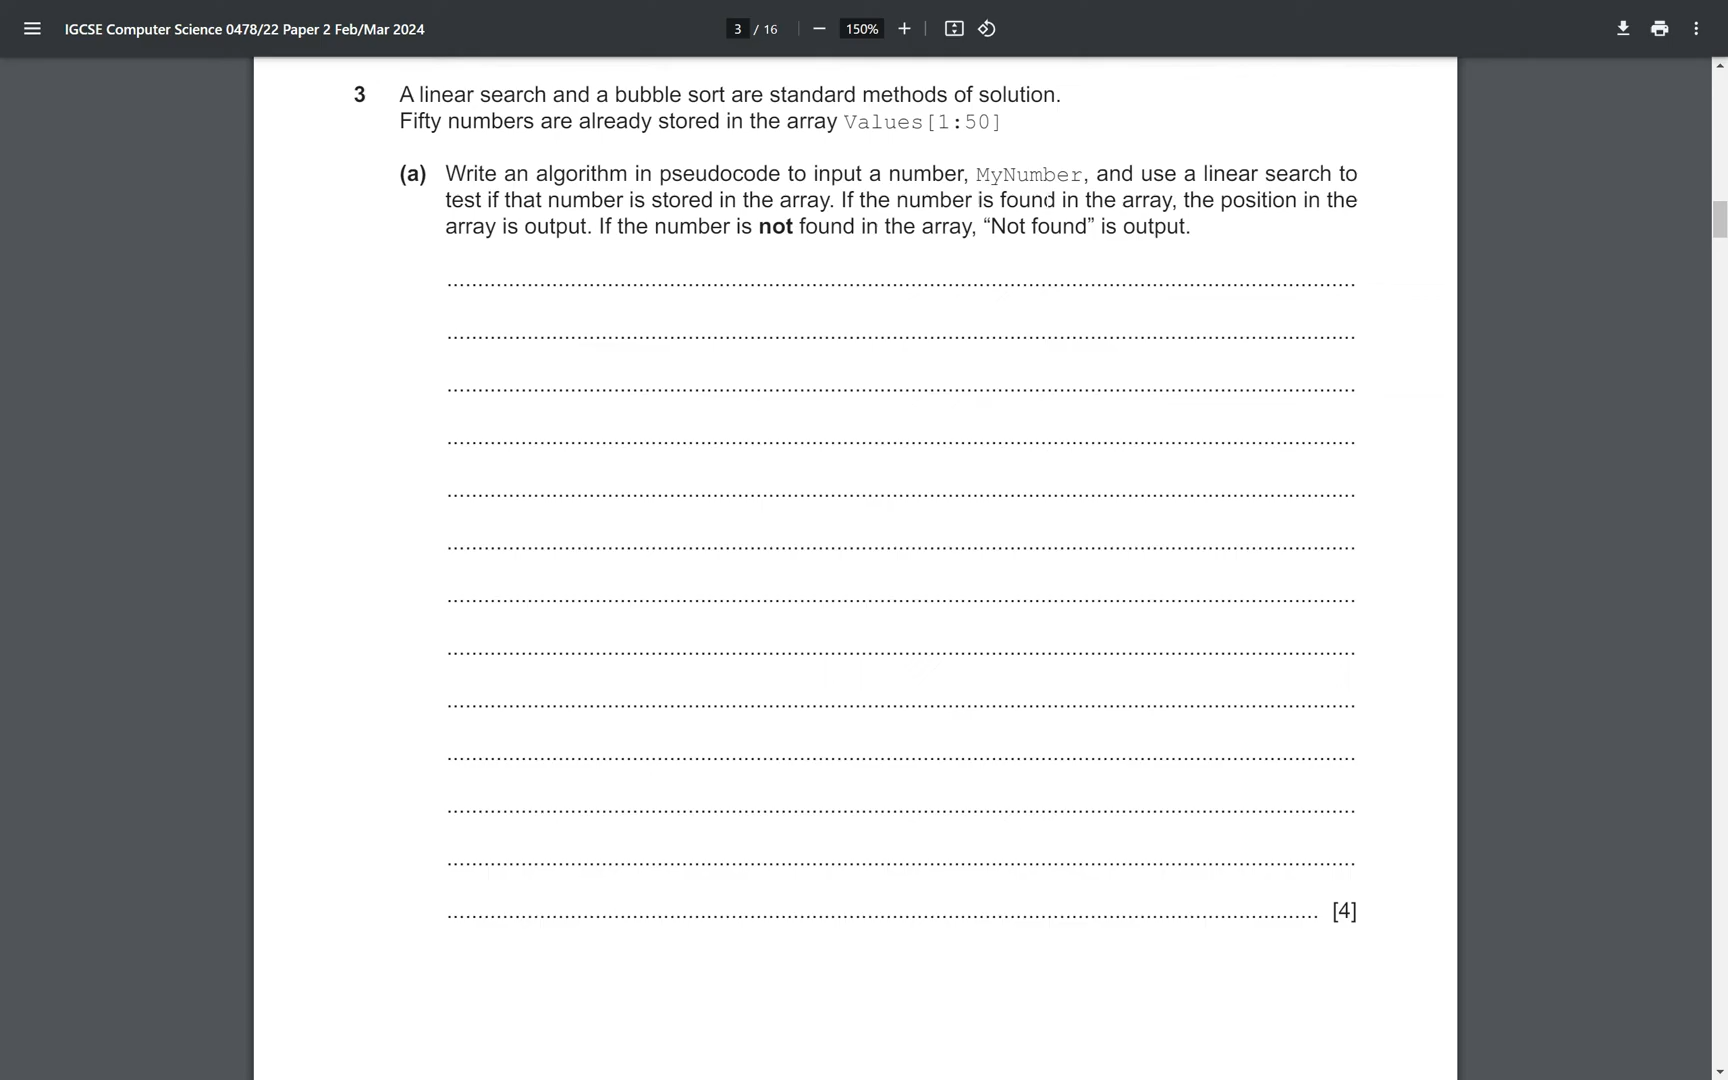 IGCSE Computer Science 0478/22 Paper 2 Feb/Mar 2024
3 / 16
150%
3 A linear search and a bubble sort are standard methods of solution.
Fifty numbers are already stored in the array Values[1:50]
(a) Write an algorithm in pseudocode to input a number, MyNumber, and use a linear search to
test if that number is stored in the array. If the number is found in the array, the position in the
array is output. If the number is not found in the array, “Not found” is output.
[4]